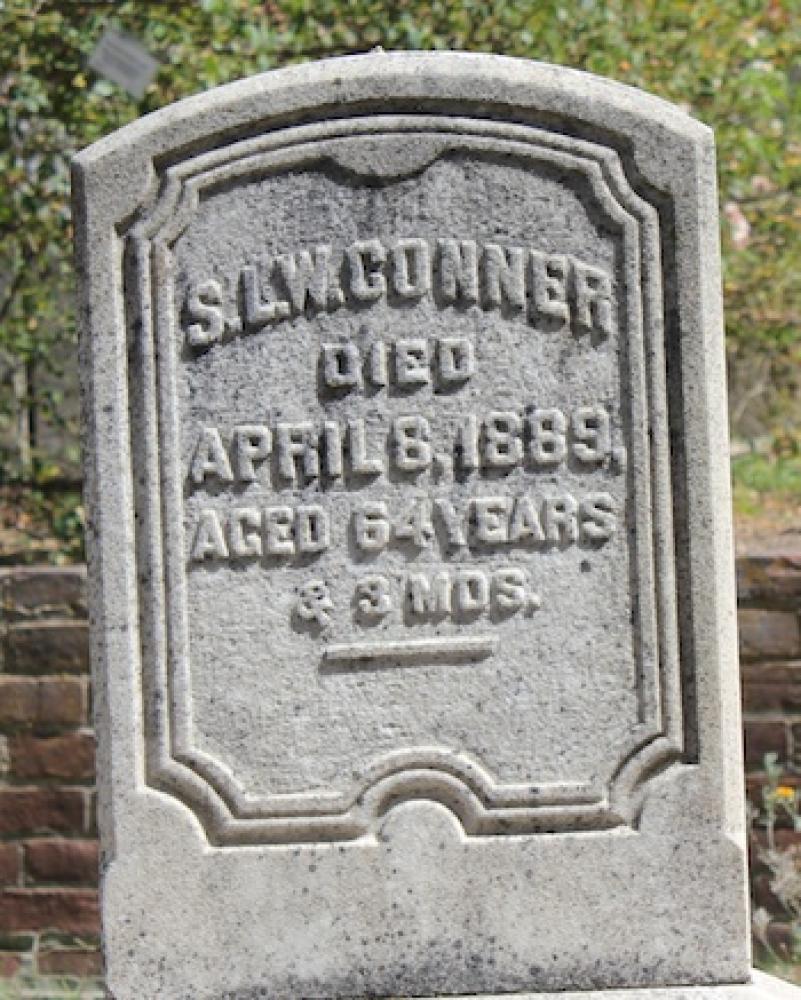 S.L.W. CONNER
DIED
APRIL 8, 1889,
AGED 64 YEARS
& 3 MOS.